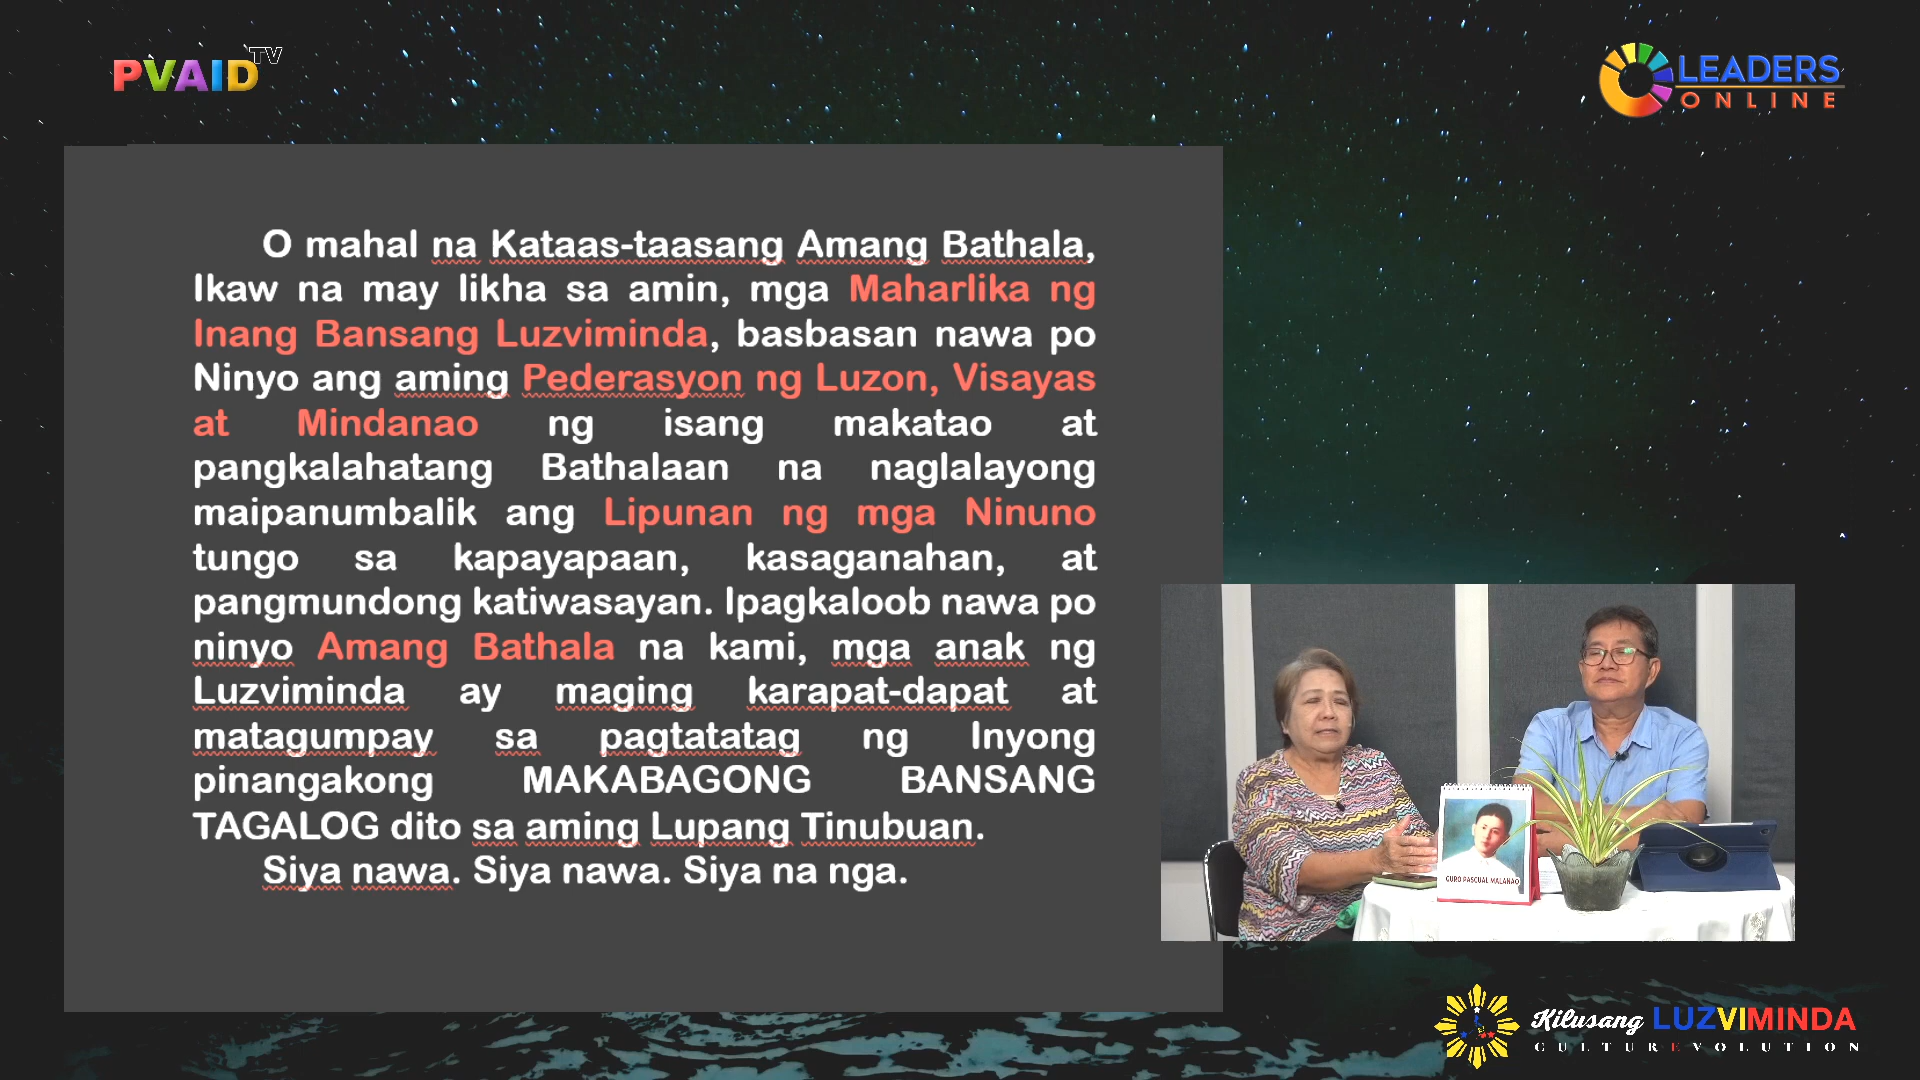 PVAID TV
LEADERS
ONLINE
O mahal na Kataas-taasang Amang Bathala,
Ikaw na may likha sa amin, mga Maharlika ng
Inang Bansang Luzviminda, basbasan nawa po
Ninyo ang aming Pederasyon ng Luzon, Visayas
at Mindanao ng isang makatao at
pangkalahatang Bathalaan na naglalayong
maipanumbalik ang Lipunan ng mga Ninuno
tungo sa kapayapaan, kasaganahan, at
pangmundong katiwasayan. Ipagkaloob nawa po
ninyo Amang Bathala na kami, mga anak ng
Luzviminda ay maging karapat-dapat at
matagumpay sa pagtatatag ng Inyong
pinangakong MAKABAGONG BANSANG
TAGALOG dito sa aming Lupang Tinubuan.
Siya nawa. Siya nawa. Siya na nga.
GURO PASCUAL MALANAO
Kilusang LUZVIMINDA
CULTUREVOLUTION